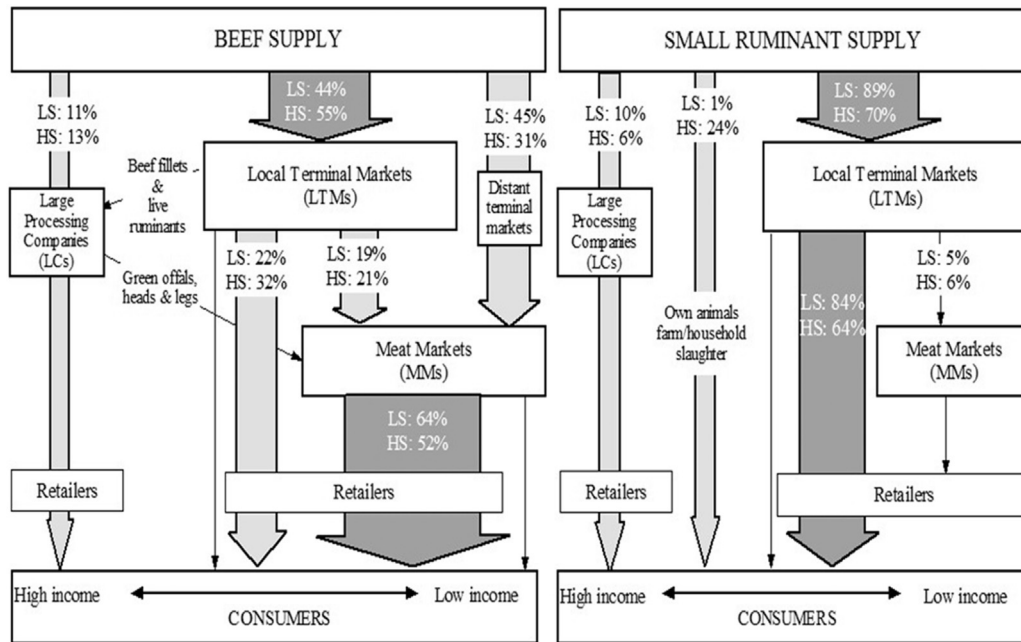 BEEF SUPPLY
LS: 11%
HS: 13%
LS: 44%
HS: 55%
LS: 45%
HS: 31%
Beef fillets
&
live
ruminants
Local Terminal Markets
(LTMs)
Large
Processing
Companies
(LCs)
Distant
terminal
markets
Green offals,
heads & legs
LS: 22%
HS: 32%
LS: 19%
HS: 21%
Meat Markets
(MMs)
LS: 64%
HS: 52%
Retailers
Retailers
High income
Low income
CONSUMERS
SMALL RUMINANT SUPPLY
LS: 10%
HS: 6%
LS: 1%
HS: 24%
LS: 89%
HS: 70%
Local Terminal Markets
(LTMs)
Large
Processing
Companies
(LCs)
LS: 5%
HS: 6%
Own animals
farm/household
slaughter
LS: 84%
HS: 64%
Meat Markets
(MMs)
Retailers
Retailers
High income
Low income
CONSUMERS